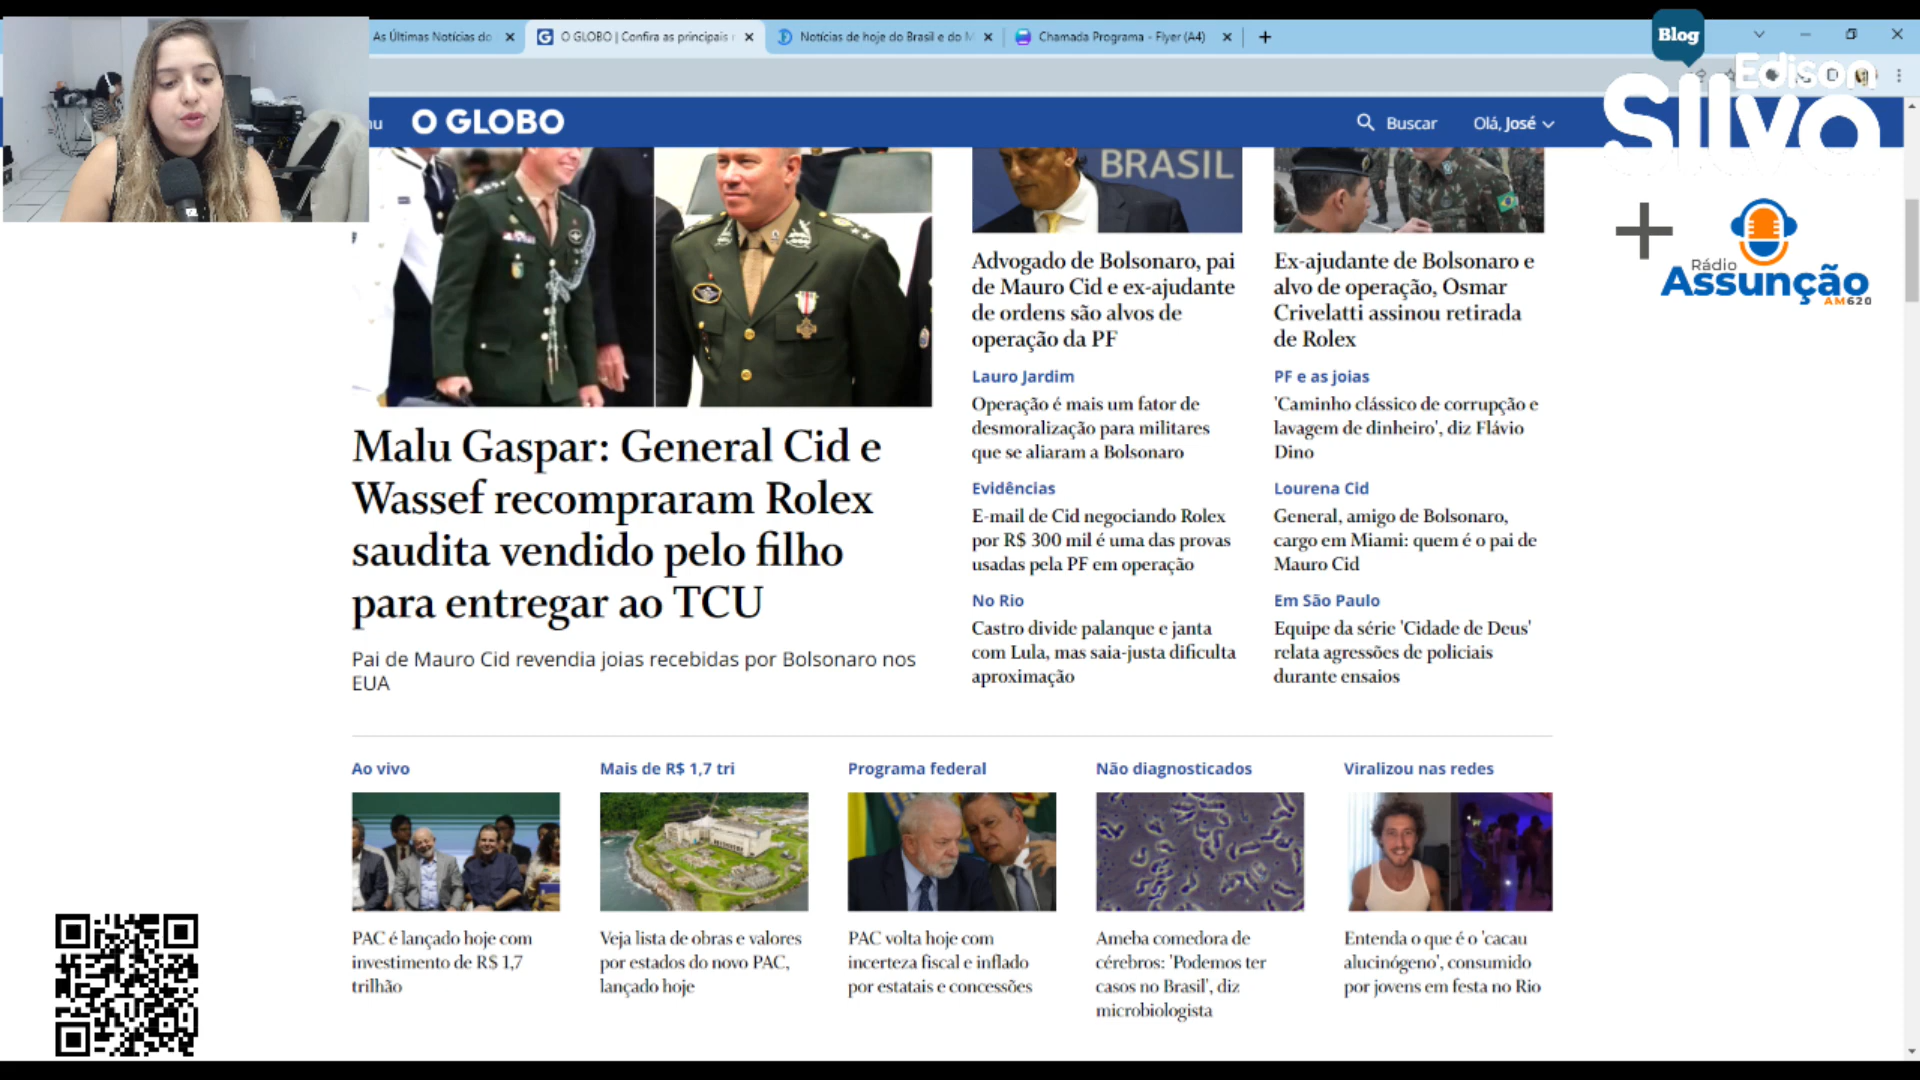 As Últimas Notícias do
O GLOBO | Confira as principais
Notícias de hoje do Brasil e do M
Chamada Programa - Flyer (A4)
Blog
Edison
Silva
nu
O GLOBO
Buscar
Olá, José
BRASIL
Rádio
Assunção
AM620
Malu Gaspar: General Cid e
Wassef recompraram Rolex
saudita vendido pelo filho
para entregar ao TCU
Pai de Mauro Cid revendia joias recebidas por Bolsonaro nos
EUA
Advogado de Bolsonaro, pai
de Mauro Cid e ex-ajudante
de ordens são alvos de
operação da PF
Lauro Jardim
Operação é mais um fator de
desmoralização para militares
que se aliaram a Bolsonaro
Evidências
E-mail de Cid negociando Rolex
por R$ 300 mil é uma das provas
usadas pela PF em operação
No Rio
Castro divide palanque e janta
com Lula, mas saia-justa dificulta
aproximação
Ex-ajudante de Bolsonaro e
alvo de operação, Osmar
Crivelatti assinou retirada
de Rolex
PF e as joias
'Caminho clássico de corrupção e
lavagem de dinheiro', diz Flávio
Dino
Lourena Cid
General, amigo de Bolsonaro,
cargo em Miami: quem é o pai de
Mauro Cid
Em São Paulo
Equipe da série 'Cidade de Deus'
relata agressões de policiais
durante ensaios
Ao vivo
PAC é lançado hoje com
investimento de R$ 1,7
trilhão
Mais de R$ 1,7 tri
Veja lista de obras e valores
por estados do novo PAC,
lançado hoje
Programa federal
PAC volta hoje com
incerteza fiscal e inflado
por estatais e concessões
Não diagnosticados
Ameba comedora de
cérebros: 'Podemos ter
casos no Brasil', diz
microbiologista
Viralizou nas redes
Entenda o que é o 'cacau
alucinógeno', consumido
por jovens em festa no Rio